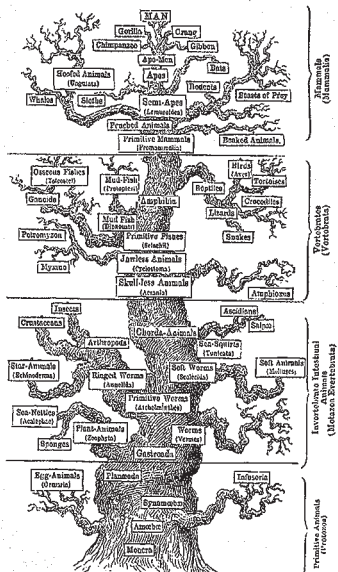 MAN
Gorilla Orang
Chimpanzee Gibbon
Ape-Men
Bats
Hoofed Animals
(Ungulata)
Apes
Rodents
Whales
Sloths
Semi-Apes
(Lemuroidea)
Beasts of Prey
Pouched Animals
Primitive Mammals
(Promammalia)
Beaked Animals.
Mammals
(Mammalia)
Osseous Fishes
(Teleostei)
Mud-Fish
(Protopteri)
Birds
(Aves)
Tortoises
Ganoids
Amphibia
Reptiles
Crocodiles
Mud Fish
(Dipneusti)
Lizards
Petromyzon
Primitive Fishes
(Selachii)
Snakes
Myxine
Jawless Animals
(Cyclostoma)
Skull-less Animals
(Acrania)
Amphioxus
Vertebrates
(Vertebrata)
Insects
Crustaceans
Ascidians
Chorda-Animals
Salpae
Arthropods
Sea-Squirts
(Tunicata)
Star-Animals
(Echinoderma)
Ringed Worms
(Annelida)
Soft Worms
(Scolecida)
Soft Animals
(Mollusca)
Primitive Worms
(Archelminthes)
Sea-Nettles
(Acalephae)
Plant-Animals
(Zoophyta)
Worms
(Vermes)
Sponges
Gastraeada
Invertebrate Intestinal
Animals
(Metazoa Evertebrata)
Egg-Animals
(Ovularia)
Planaeada
Infusoria
Synamoebae
Amoebae
Monera
Primitive Animals
(Protozoa)